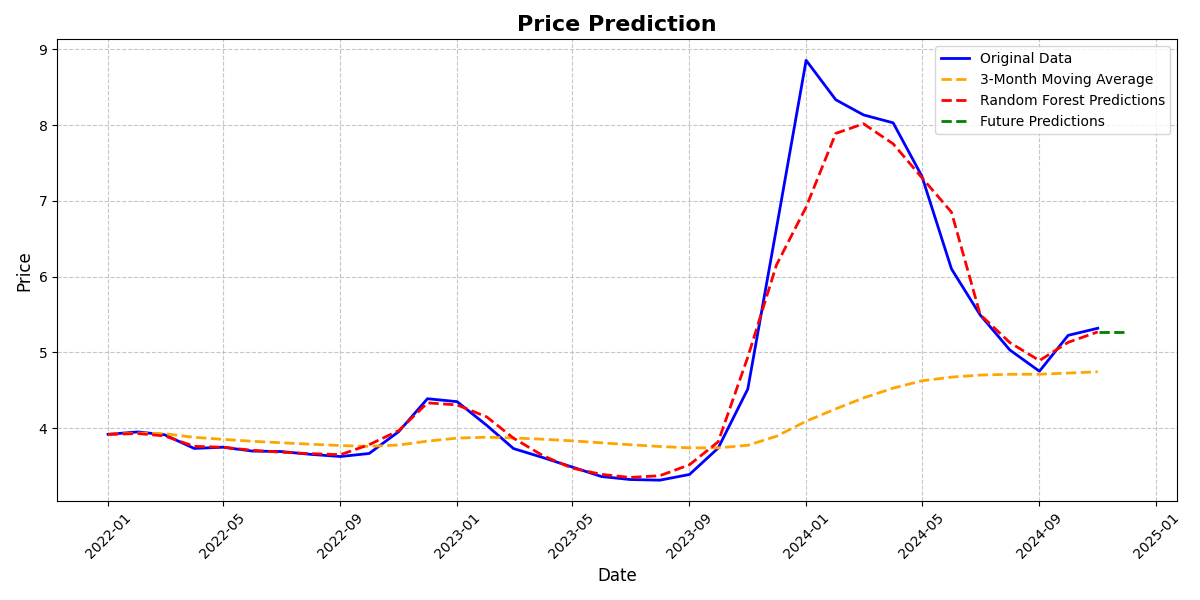 Price Prediction
Original Data
3-Month Moving Average
Random Forest Predictions
Future Predictions
9
8
7
6
5
4
Price
2022-01
2022-05
2022-09
2023-01
2023-05
2023-09
2024-01
2024-05
2024-09
2025-01
Date